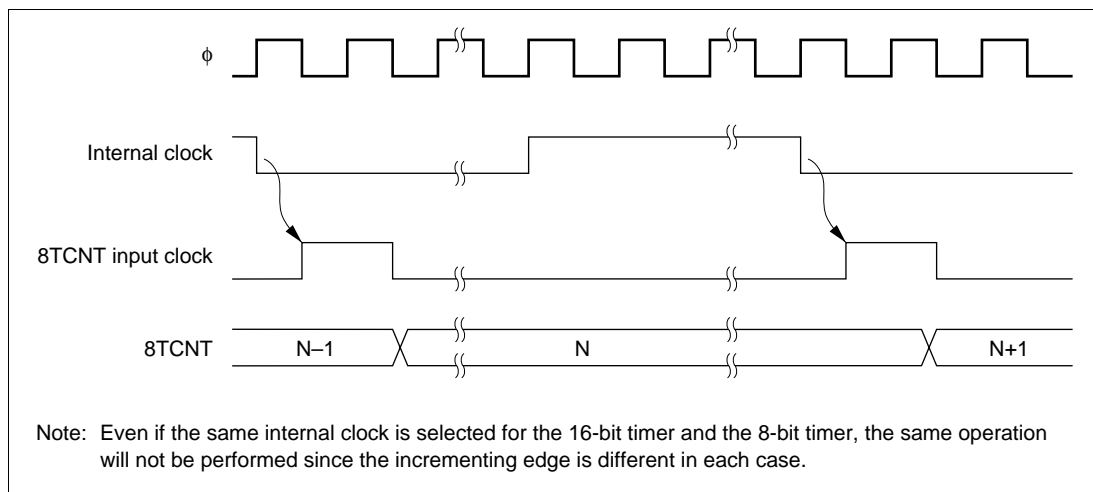 ϕ
Internal clock
8TCNT input clock
8TCNT
N–1
N
N+1
Note: Even if the same internal clock is selected for the 16-bit timer and the 8-bit timer, the same operation
will not be performed since the incrementing edge is different in each case.